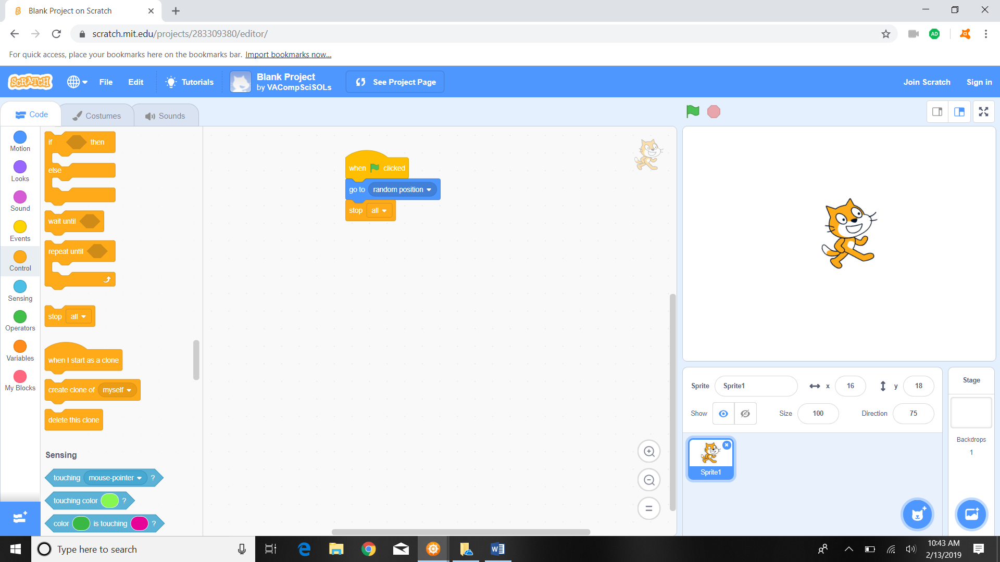 Blank Project on Scratch
scratch.mit.edu/projects/283309380/editor/
AD
For quick access, place your bookmarks here on the bookmarks bar. Import bookmarks now...
SCRATCH
File
Edit
Tutorials
Blank Project
by VACompSciSOLs
See Project Page
Join Scratch
Sign in
Code
Costumes
Sounds
Motion
Looks
Sound
Events
Control
Sensing
Operators
Variables
My Blocks
if then
else
wait until
repeat until
stop all
when I start as a clone
create clone of myself
delete this clone
Sensing
touching mouse-pointer ?
touching color ?
color is touching ?
when clicked
go to random position
stop all
Sprite
Sprite1
x
16
y
18
Show
Size
100
Direction
75
Sprite1
Stage
Backdrops
1
Type here to search
10:43 AM
2/13/2019